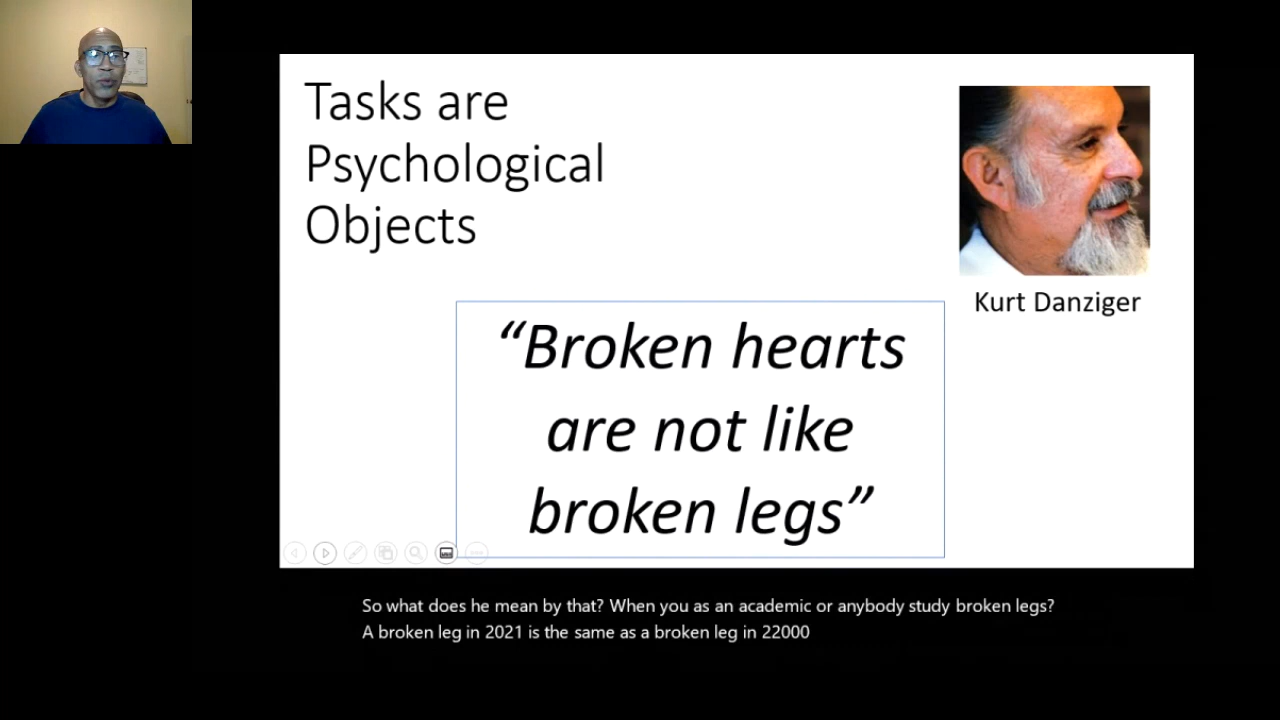 Tasks are
Psychological
Objects
Kurt Danziger
“Broken hearts
are not like
broken legs”
So what does he mean by that? When you as an academic or anybody study broken legs?
A broken leg in 2021 is the same as a broken leg in 22000